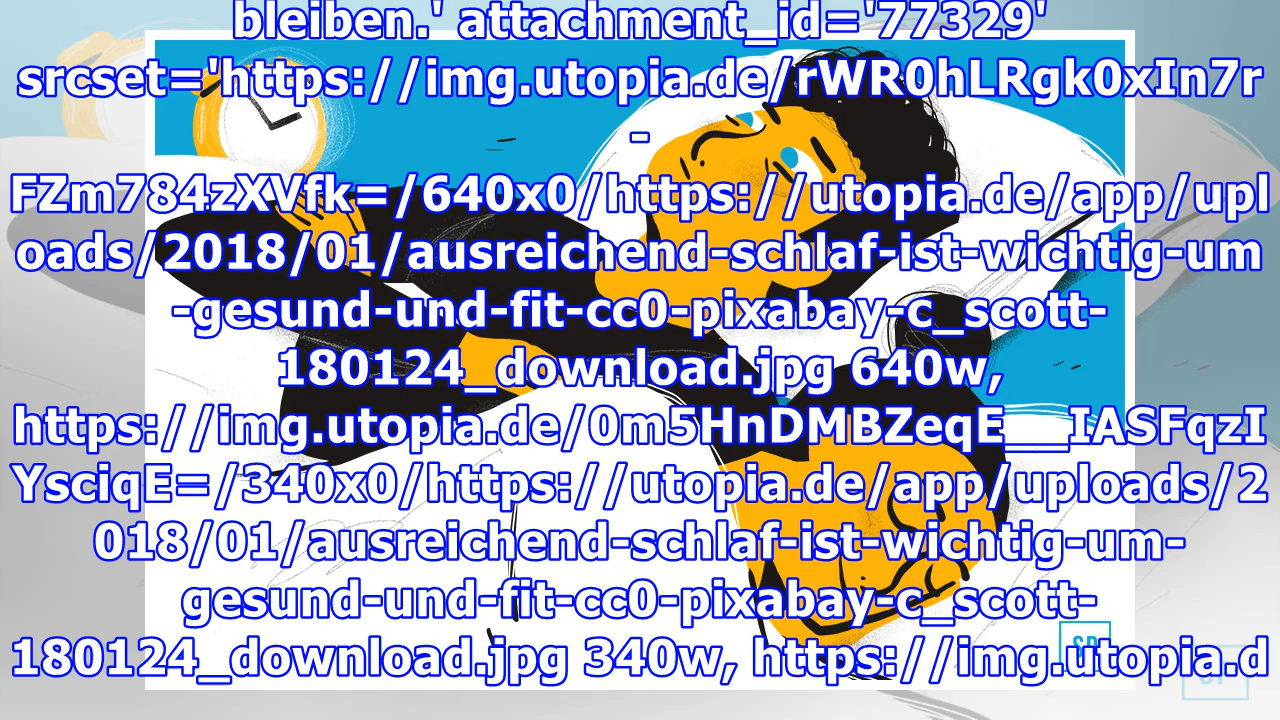 bleiben.' attachment_id='77329'
srcset='https://img.utopia.de/rWR0hLRgk0xIn7r
-
FZm784zXVfk=/640x0/https://utopia.de/app/upl
oads/2018/01/ausreichend-schlaf-ist-wichtig-um
-gesund-und-fit-cc0-pixabay-c_scott-
180124_download.jpg 640w,
https://img.utopia.de/0m5HnDMBZeqE__IASFqzI
YsciqE=/340x0/https://utopia.de/app/uploads/2
018/01/ausreichend-schlaf-ist-wichtig-um-
gesund-und-fit-cc0-pixabay-c_scott-
180124_download.jpg 340w, https://img.utopia.d